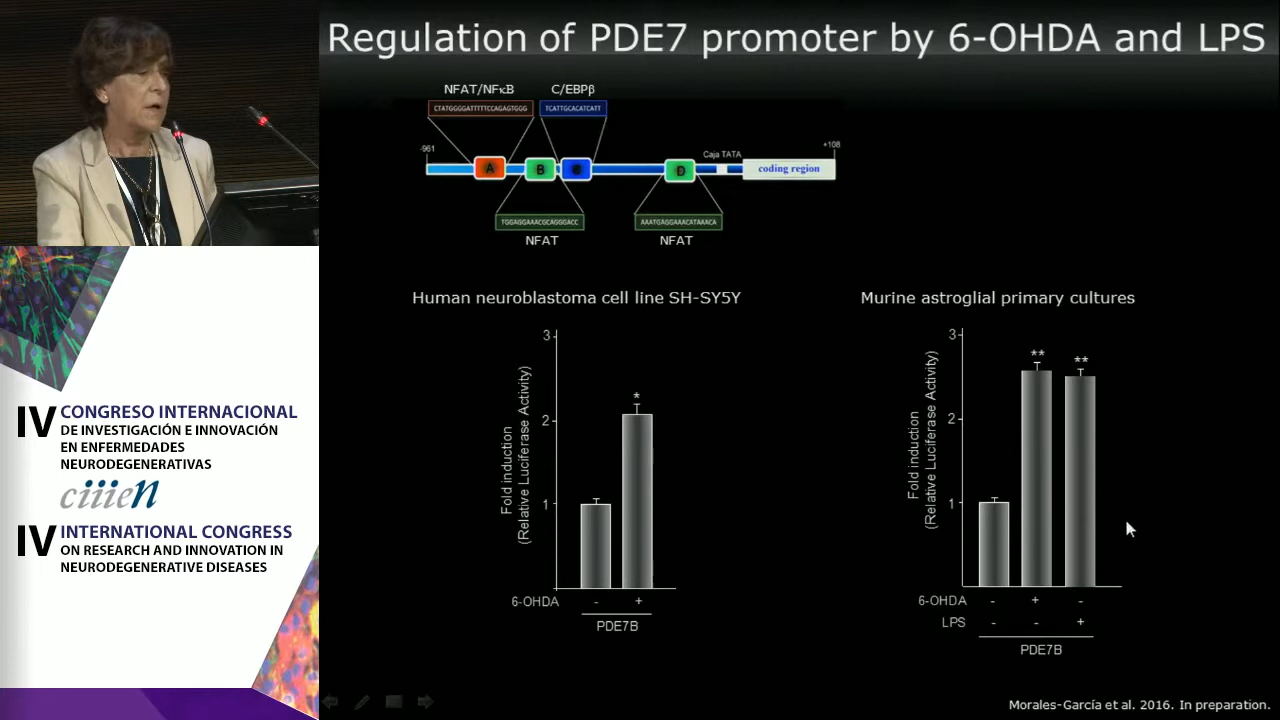 Regulation of PDE7 promoter by 6-OHDA and LPS
NFAT/NFκB
C/EBPβ
CTATGGGGATTTTTCCAGAGTGGG
TCATTGCACATCATT
-961
A
B
C
D
Caja TATA
coding region
+108
TGGAGGAAACGCAGGGACC
AAATGAGGAAACATAAACA
NFAT
NFAT
Human neuroblastoma cell line SH-SY5Y
Fold induction
(Relative Luciferase Activity)
3
2
1
*
6-OHDA - +
PDE7B
Murine astroglial primary cultures
Fold induction
(Relative Luciferase Activity)
3
2
1
** **
6-OHDA - + -
LPS - - +
PDE7B
Morales-García et al. 2016. In preparation.
IV CONGRESO INTERNACIONAL
DE INVESTIGACIÓN E INNOVACIÓN
EN ENFERMEDADES
NEURODEGENERATIVAS
ciiien
IV INTERNATIONAL CONGRESS
ON RESEARCH AND INNOVATION IN
NEURODEGENERATIVE DISEASES